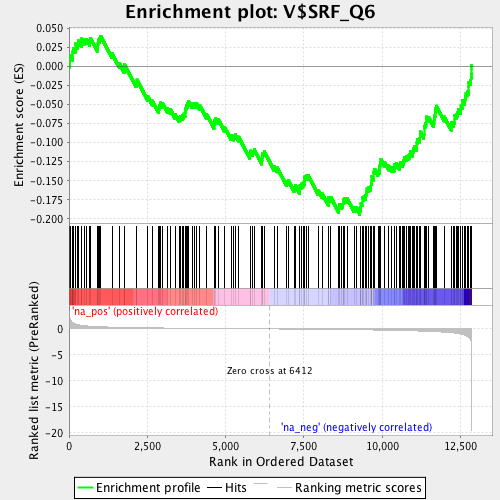 Enrichment plot: V$SRF_Q6
Enrichment score (ES)
0.050
0.025
0.000
-0.025
-0.050
-0.075
-0.100
-0.125
-0.150
-0.175
-0.200
'na_pos' (positively correlated)
Ranked list metric (PreRanked)
0
-5
-10
-15
-20
Zero cross at 6412
'na_neg' (negatively correlated)
0
2,500
5,000
7,500
10,000
12,500
Rank in Ordered Dataset
Enrichment profile
Hits
Ranking metric scores